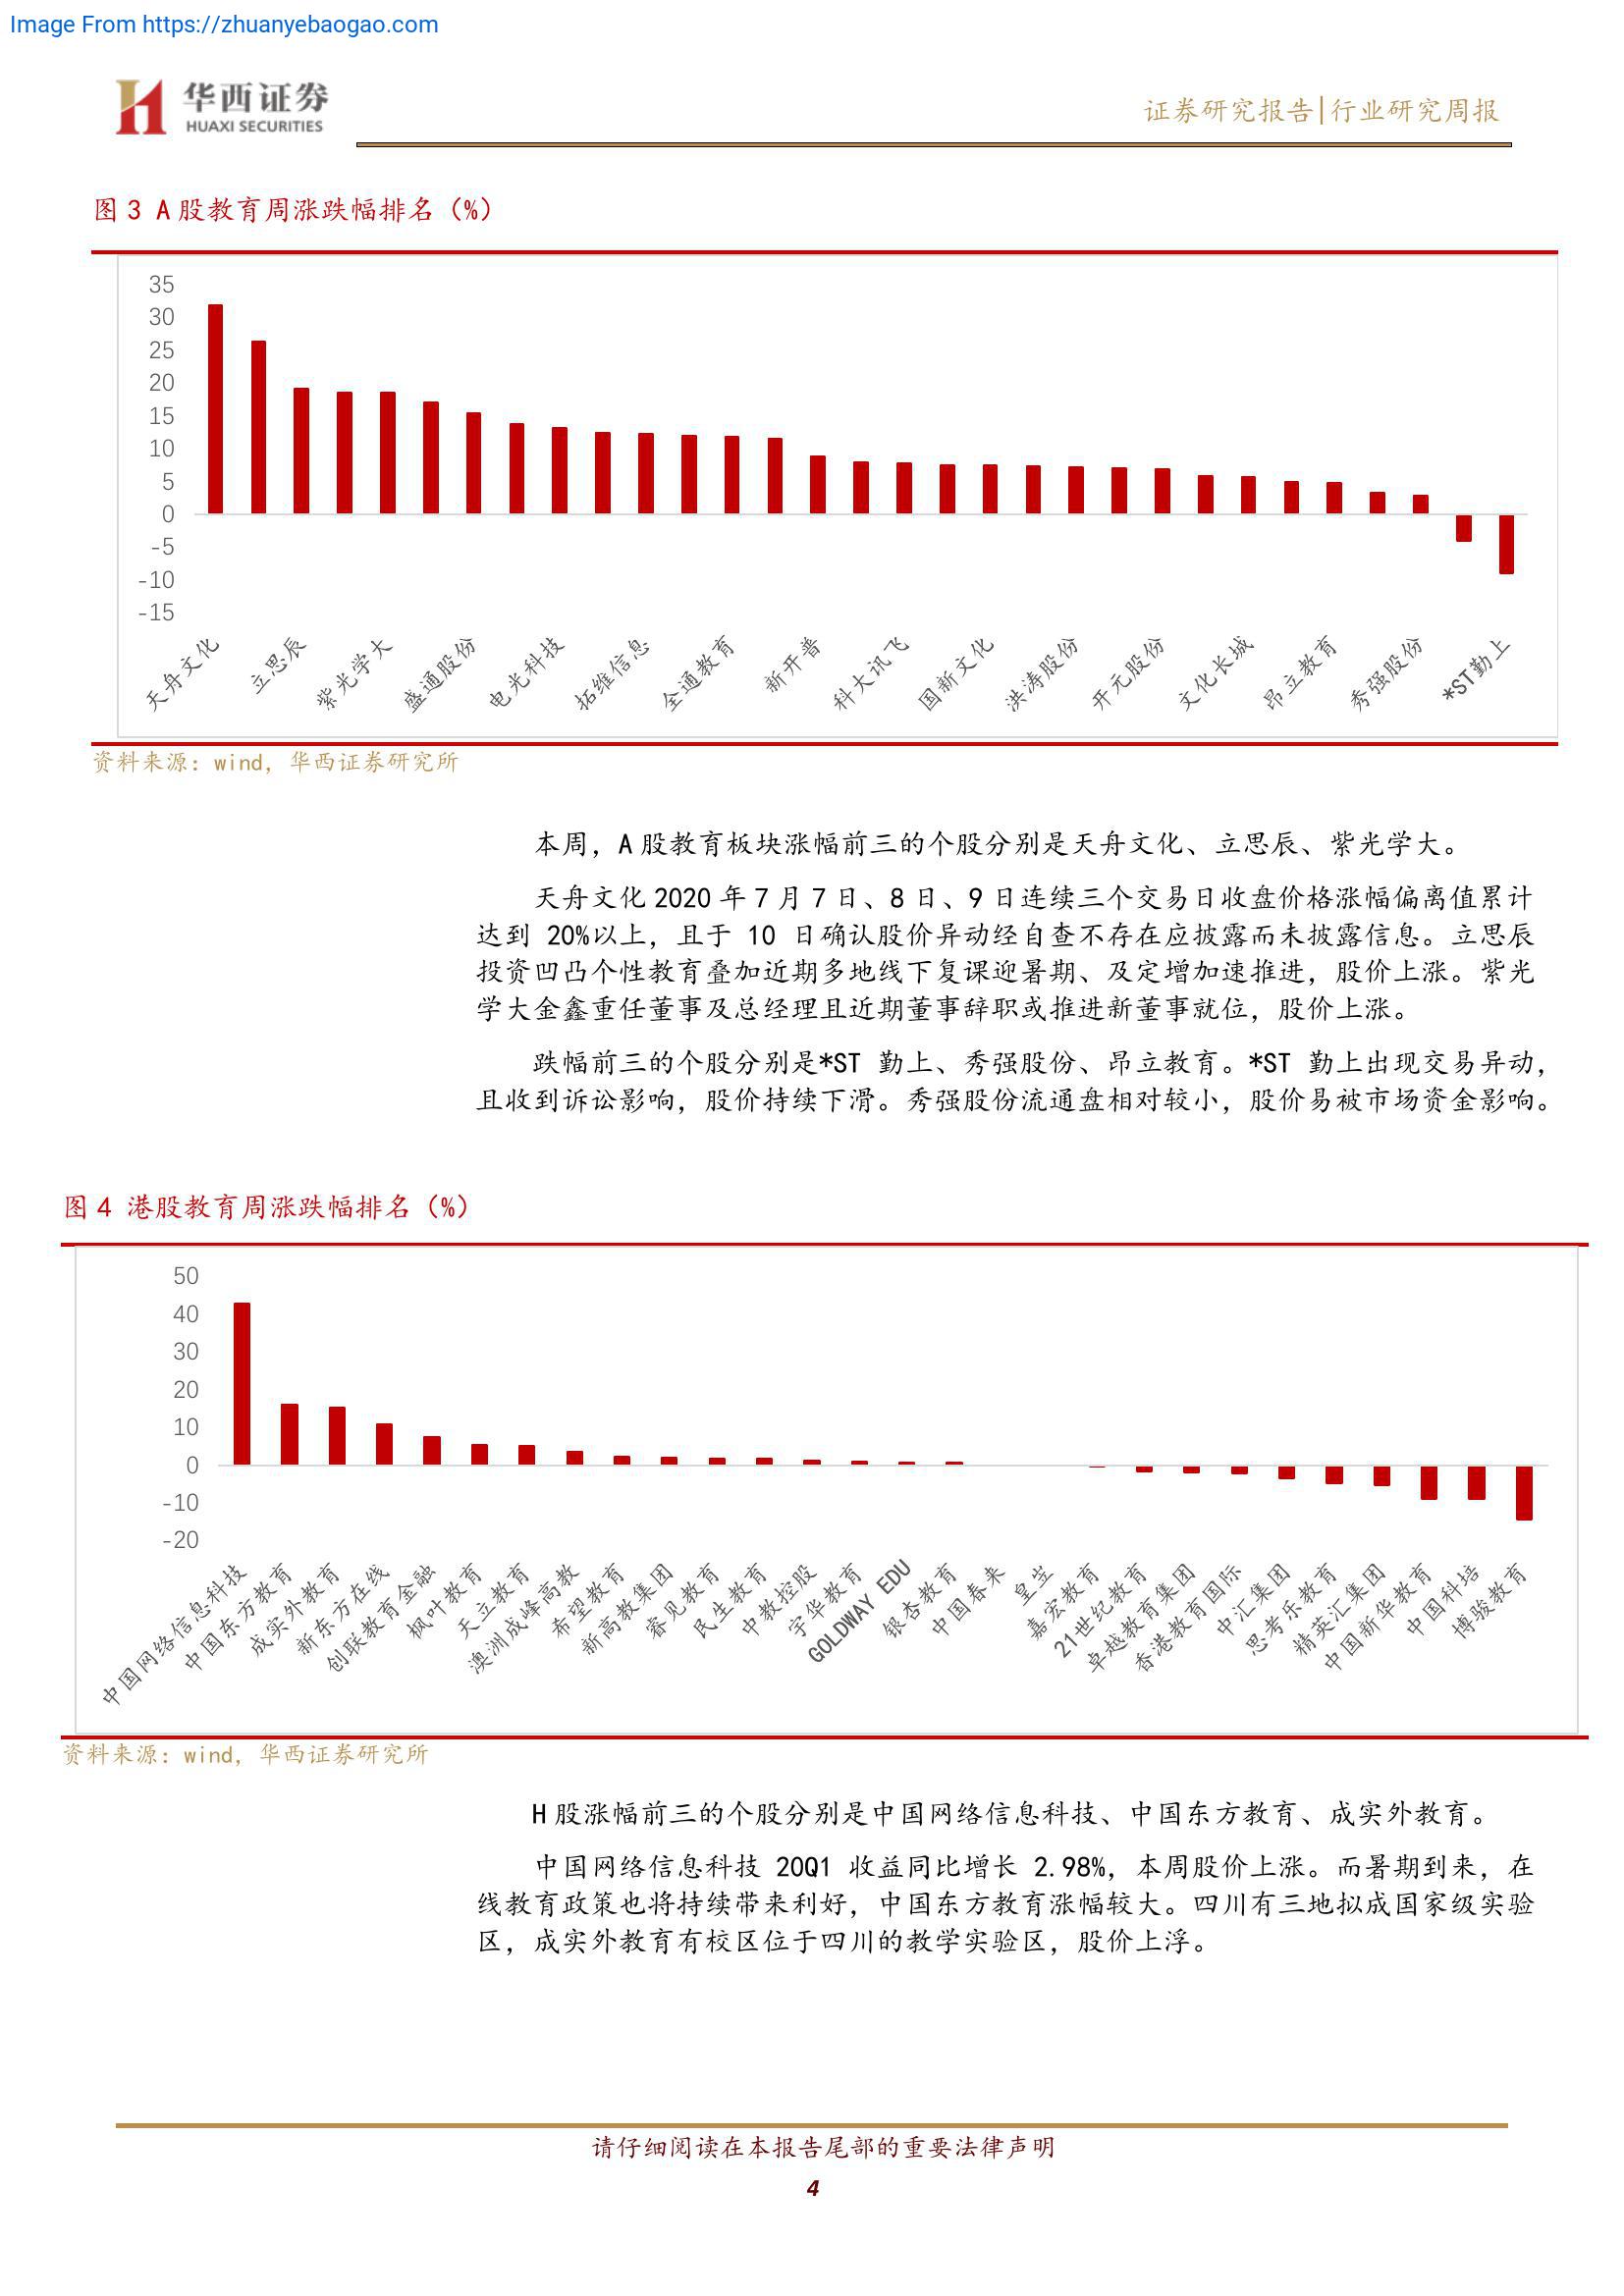 Image From https://zhuanyebaogao.com
华西证券
HUAXI SECURITIES
证券研究报告|行业研究周报
图 3 A 股教育周涨跌幅排名（%）
35
30
25
20
15
10
5
0
-5
-10
-15
天舟文化
立思辰
紫光学大
盛通股份
电光科技
拓维信息
全通教育
新开普
科大讯飞
国新文化
洪涛股份
开元股份
文化长城
昂立教育
秀强股份
*ST勤上
资料来源：wind，华西证券研究所
本周，A 股教育板块涨幅前三的个股分别是天舟文化、立思辰、紫光学大。
天舟文化 2020 年 7 月 7 日、8 日、9 日连续三个交易日收盘价格涨幅偏离值累计
达到 20%以上，且于 10 日确认股价异动经自查不存在应披露而未披露信息。立思辰
投资凹凸个性教育叠加近期多地线下复课迎暑期、及定增加速推进，股价上涨。紫光
学大金鑫重任董事及总经理且近期董事辞职或推进新董事就位，股价上涨。
跌幅前三的个股分别是*ST 勤上、秀强股份、昂立教育。*ST 勤上出现交易异动，
且收到诉讼影响，股价持续下滑。秀强股份流通盘相对较小，股价易被市场资金影响。
图 4 港股教育周涨跌幅排名（%）
50
40
30
20
10
0
-10
-20
中国网络信息科技
中国东方教育
成实外教育
新东方在线
创联教育金融
枫叶教育
天立教育
澳洲成峰高教
希望教育
新高教集团
睿见教育
民生教育
中教控股
宇华教育
GOLDWAY EDU
银杏教育
中国春来
皇岦
嘉宏教育
21世纪教育
卓越教育集团
香港教育国际
中汇集团
思考乐教育
精英汇集团
中国新华教育
中国科培
博骏教育
资料来源：wind，华西证券研究所
H 股涨幅前三的个股分别是中国网络信息科技、中国东方教育、成实外教育。
中国网络信息科技 20Q1 收益同比增长 2.98%，本周股价上涨。而暑期到来，在
线教育政策也将持续带来利好，中国东方教育涨幅较大。四川有三地拟成国家级实验
区，成实外教育有校区位于四川的教学实验区，股价上浮。
请仔细阅读在本报告尾部的重要法律声明
4